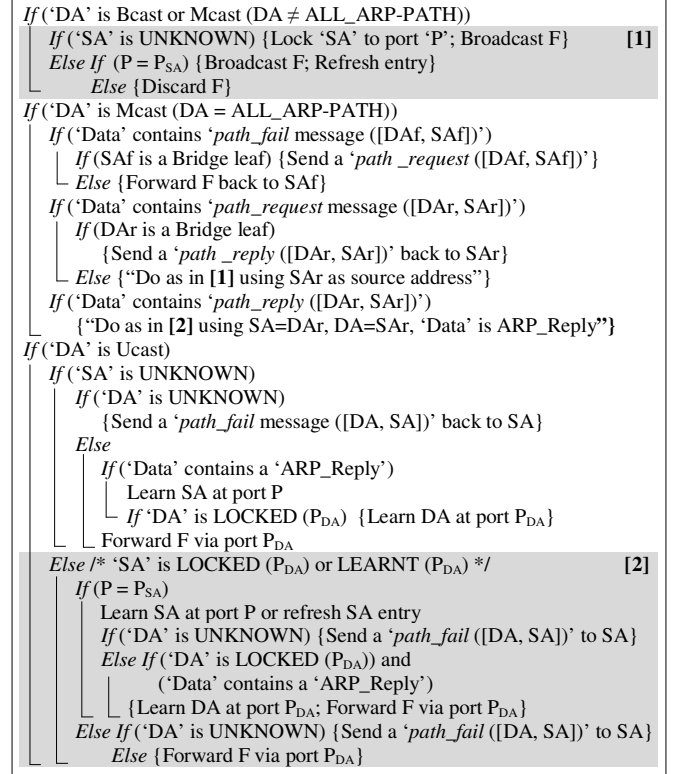 If (‘DA’ is Bcast or Mcast (DA ≠ ALL_ARP-PATH))
If (‘SA’ is UNKNOWN) {Lock ‘SA’ to port ‘P’; Broadcast F} [1]
Else If (P = PSA) {Broadcast F; Refresh entry}
Else {Discard F}
If (‘DA’ is Mcast (DA = ALL_ARP-PATH))
If (‘Data’ contains ‘path_fail message ([DAf, SAf])’)
If (SAf is a Bridge leaf) {Send a ‘path _request ([DAf, SAf])’}
Else {Forward F back to SAf}
If (‘Data’ contains ‘path_request message ([DAr, SAr])’)
If (DAr is a Bridge leaf)
{Send a ‘path _reply ([DAr, SAr])’ back to SAr}
Else {“Do as in [1] using SAr as source address”}
If (‘Data’ contains ‘path_reply ([DAr, SAr])’)
{“Do as in [2] using SA=DAr, DA=SAr, ‘Data’ is ARP_Reply”}
If (‘DA’ is Ucast)
If (‘SA’ is UNKNOWN)
If (‘DA’ is UNKNOWN)
{Send a ‘path_fail message ([DA, SA])’ back to SA}
Else
If (‘Data’ contains a ‘ARP_Reply’)
Learn SA at port P
If ‘DA’ is LOCKED (PDA) {Learn DA at port PDA}
Forward F via port PDA
Else /* ‘SA’ is LOCKED (PDA) or LEARNT (PDA) */ [2]
If (P = PSA)
Learn SA at port P or refresh SA entry
If (‘DA’ is UNKNOWN) {Send a ‘path_fail ([DA, SA])’ to SA}
Else If (‘DA’ is LOCKED (PDA)) and
(‘Data’ contains a ‘ARP_Reply’)
{Learn DA at port PDA; Forward F via port PDA}
Else If (‘DA’ is UNKNOWN) {Send a ‘path_fail ([DA, SA])’ to SA}
Else {Forward F via port PDA}